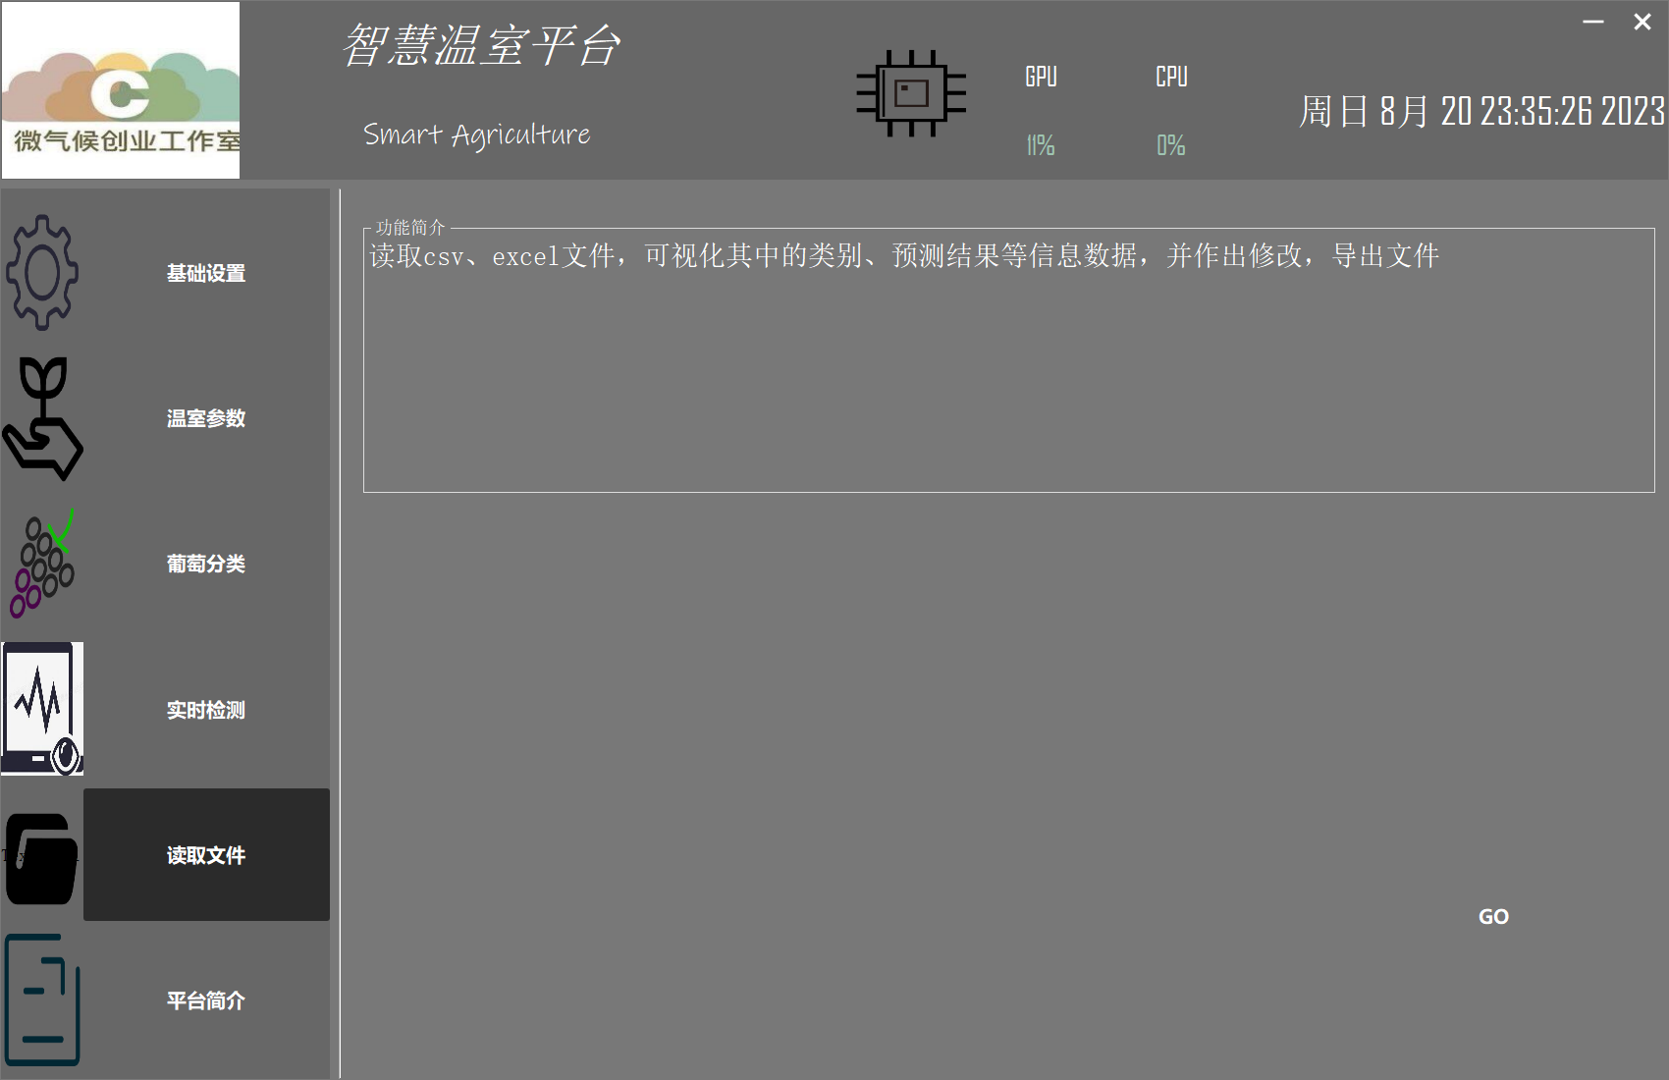 微气候创业工作室
智慧温室平台
Smart Agriculture
GPU
CPU
11%
0%
周日 8月 20 23:35:26 2023
基础设置
温室参数
葡萄分类
实时检测
读取文件
平台简介
功能简介
读取csv、excel文件，可视化其中的类别、预测结果等信息数据，并作出修改，导出文件
GO